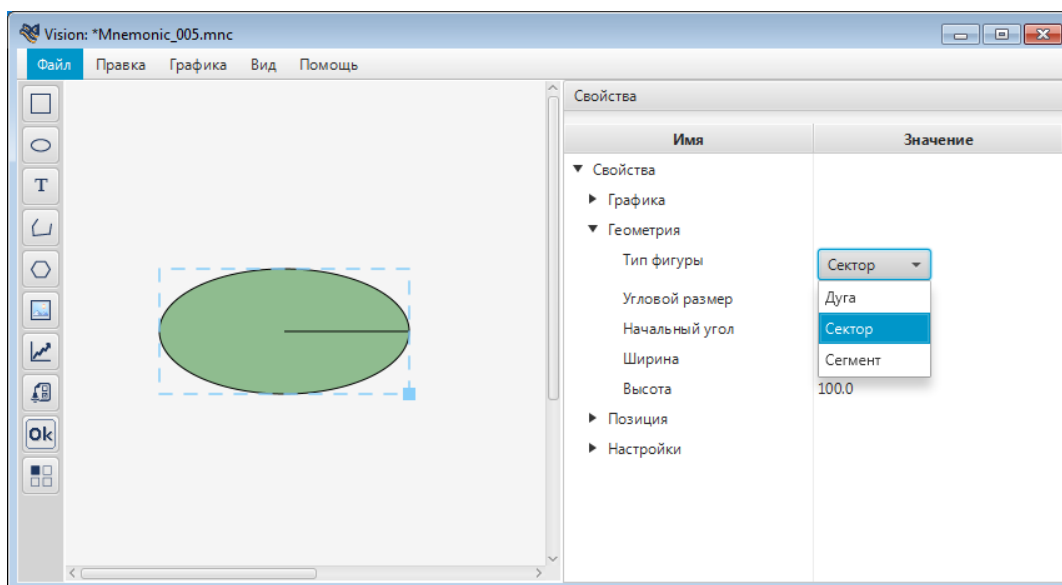 Vision: *Mnemonic_005.mnc
Файл Правка Графика Вид Помощь
T
Ok
Свойства
Имя Значение
Свойства
Графика
Геометрия
Тип фигуры Сектор
Дуга
Угловой размер
Сектор
Начальный угол
Сегмент
Ширина
Высота 100.0
Позиция
Настройки